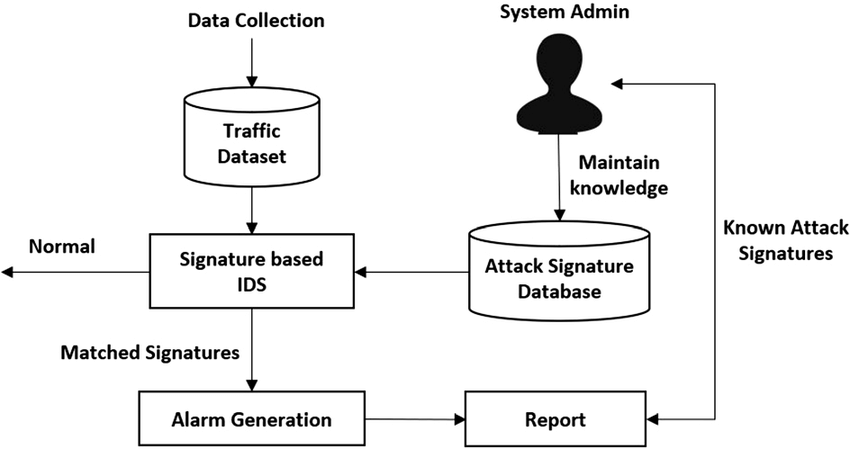 Data Collection
System Admin
Traffic
Dataset
Maintain
knowledge
Normal
Signature based
IDS
Attack Signature
Database
Known Attack
Signatures
Matched Signatures
Alarm Generation
Report